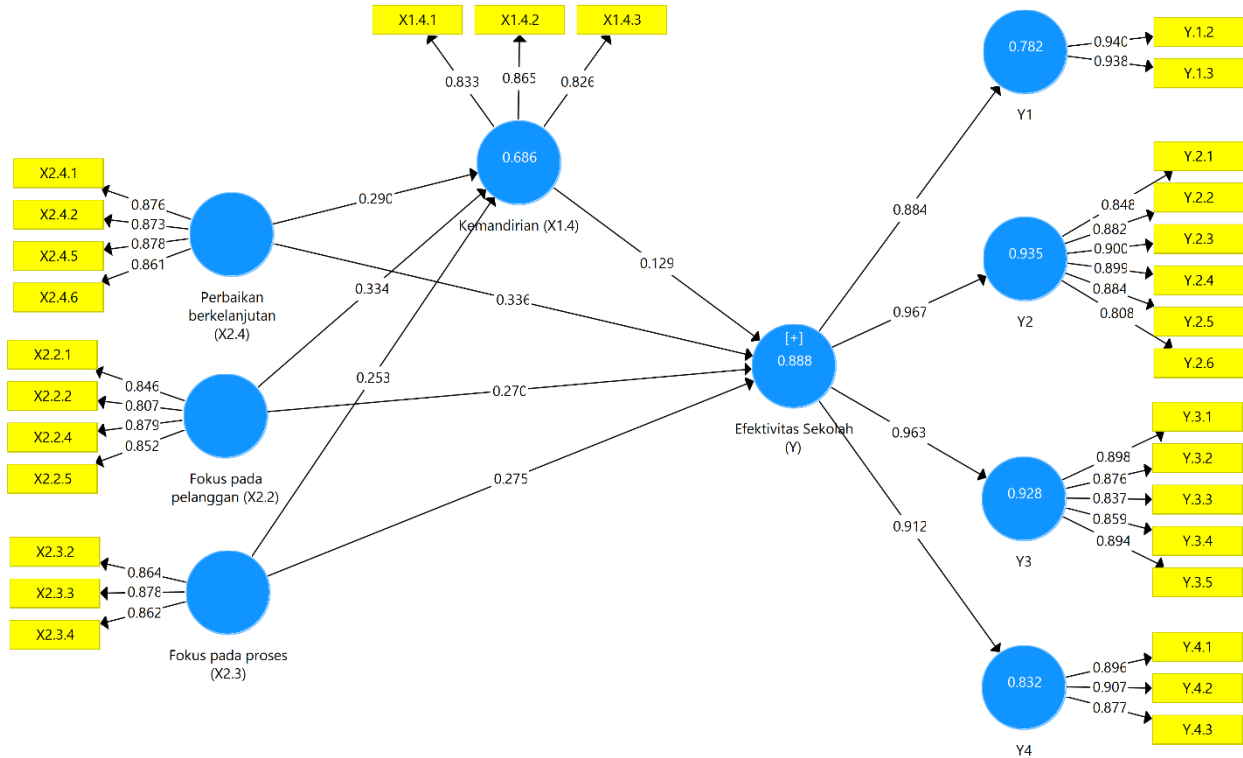 X1.4.1
X1.4.2
X1.4.3
0.833
0.865
0.826
0.686
Kemandirian (X1.4)
X2.4.1
X2.4.2
X2.4.5
X2.4.6
0.876
0.873
0.878
0.861
Perbaikan
berkelanjutan
(X2.4)
X2.2.1
X2.2.2
X2.2.4
X2.2.5
0.846
0.807
0.879
0.852
Fokus pada
pelanggan (X2.2)
X2.3.2
X2.3.3
X2.3.4
0.864
0.878
0.862
Fokus pada proses
(X2.3)
0.290
0.334
0.253
0.129
0.336
0.270
0.275
[+]
0.888
Efektivitas Sekolah
(Y)
0.884
0.967
0.963
0.912
0.782
Y1
0.940
0.938
Y.1.2
Y.1.3
0.935
Y2
0.848
0.882
0.900
0.899
0.884
0.808
Y.2.1
Y.2.2
Y.2.3
Y.2.4
Y.2.5
Y.2.6
0.928
Y3
0.898
0.876
0.837
0.859
0.894
Y.3.1
Y.3.2
Y.3.3
Y.3.4
Y.3.5
0.832
Y4
0.896
0.907
0.877
Y.4.1
Y.4.2
Y.4.3